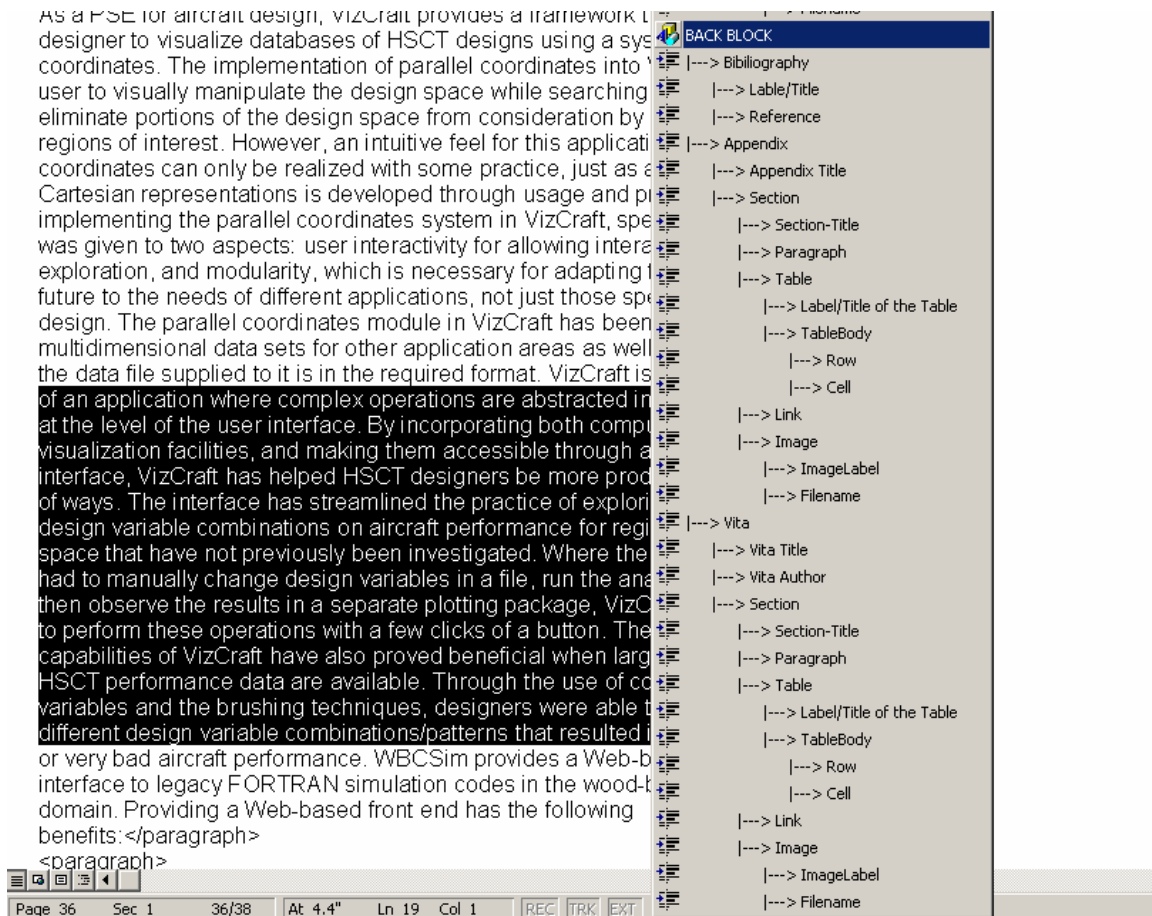 As a PSE for aircraft design, VizCraft provides a framework t
designer to visualize databases of HSCT designs using a sys
coordinates. The implementation of parallel coordinates into
user to visually manipulate the design space while searching
eliminate portions of the design space from consideration by
regions of interest. However, an intuitive feel for this applicati
coordinates can only be realized with some practice, just as a
Cartesian representations is developed through usage and pr
implementing the parallel coordinates system in VizCraft, spe
was given to two aspects: user interactivity for allowing intera
exploration, and modularity, which is necessary for adapting
future to the needs of different applications, not just those spe
design. The parallel coordinates module in VizCraft has been
multidimensional data sets for other application areas as well
the data file supplied to it is in the required format. VizCraft is
of an application where complex operations are abstracted in
at the level of the user interface. By incorporating both compu
visualization facilities, and making them accessible through a
interface, VizCraft has helped HSCT designers be more prod
of ways. The interface has streamlined the practice of explori
design variable combinations on aircraft performance for regi
space that have not previously been investigated. Where the
had to manually change design variables in a file, run the ana
then observe the results in a separate plotting package, VizC
to perform these operations with a few clicks of a button. The
capabilities of VizCraft have also proved beneficial when larg
HSCT performance data are available. Through the use of co
variables and the brushing techniques, designers were able t
different design variable combinations/patterns that resulted i
or very bad aircraft performance. WBCSim provides a Web-b
interface to legacy FORTRAN simulation codes in the wood-b
domain. Providing a Web-based front end has the following
benefits:</paragraph>
<paragraph>
|---> Filename
BACK BLOCK
|---> Bibiliography
|---> Lable/Title
|---> Reference
|---> Appendix
|---> Appendix Title
|---> Section
|---> Section-Title
|---> Paragraph
|---> Table
|---> Label/Title of the Table
|---> TableBody
|---> Row
|---> Cell
|---> Link
|---> Image
|---> ImageLabel
|---> Filename
|---> Vita
|---> Vita Title
|---> Vita Author
|---> Section
|---> Section-Title
|---> Paragraph
|---> Table
|---> Label/Title of the Table
|---> TableBody
|---> Row
|---> Cell
|---> Link
|---> Image
|---> ImageLabel
|---> Filename
Page 36 Sec 1 36/38 At 4.4" Ln 19 Col 1 REC TRK EXT